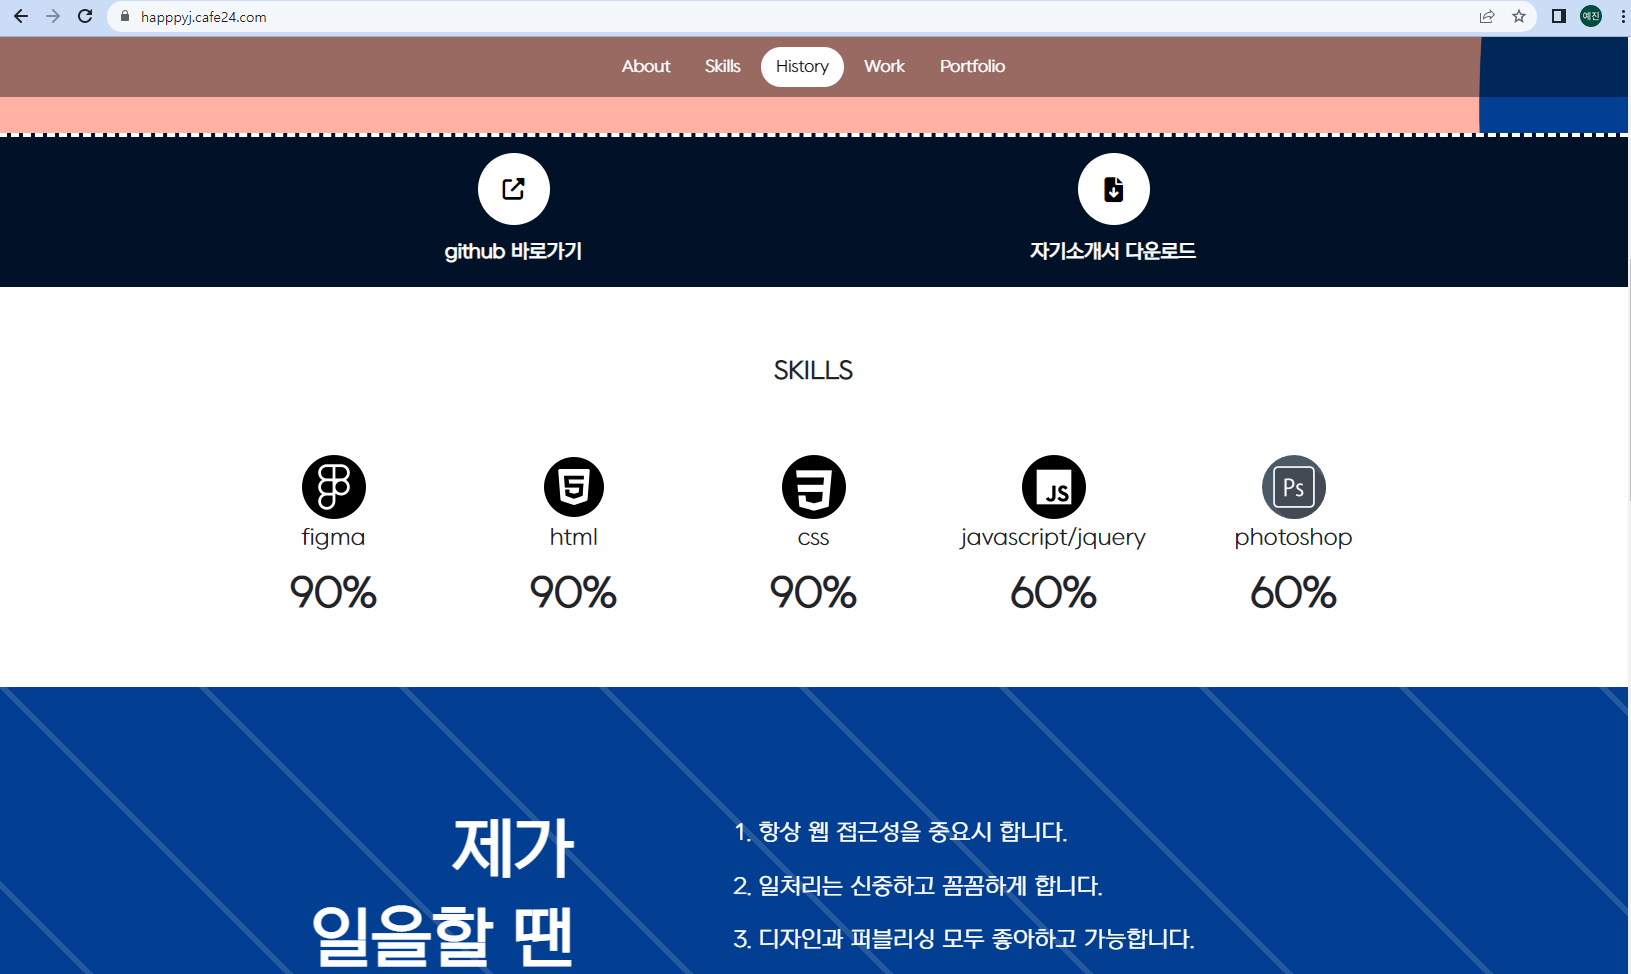 happpyj.cafe24.com
예진
About Skills History Work Portfolio
github 바로가기 자기소개서 다운로드
SKILLS
JS Ps
figma html css javascript/jquery photoshop
90% 90% 90% 60% 60%
제가
일을할 땐
1. 항상 웹 접근성을 중요시 합니다.
2. 일처리는 신중하고 꼼꼼하게 합니다.
3. 디자인과 퍼블리싱 모두 좋아하고 가능합니다.